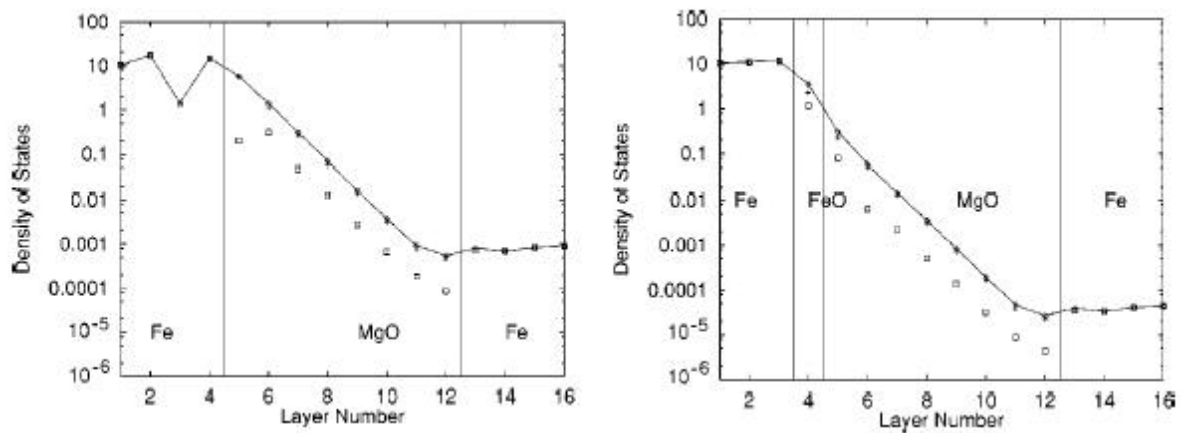 100
10
1
0.1
0.01
0.001
0.0001
10-5
10-6
Density of States
Fe
MgO
Fe
2 4 6 8 10 12 14 16
Layer Number
100
10
1
0.1
0.01
0.001
0.0001
10-5
10-6
Density of States
Fe
FeO
MgO
Fe
2 4 6 8 10 12 14 16
Layer Number